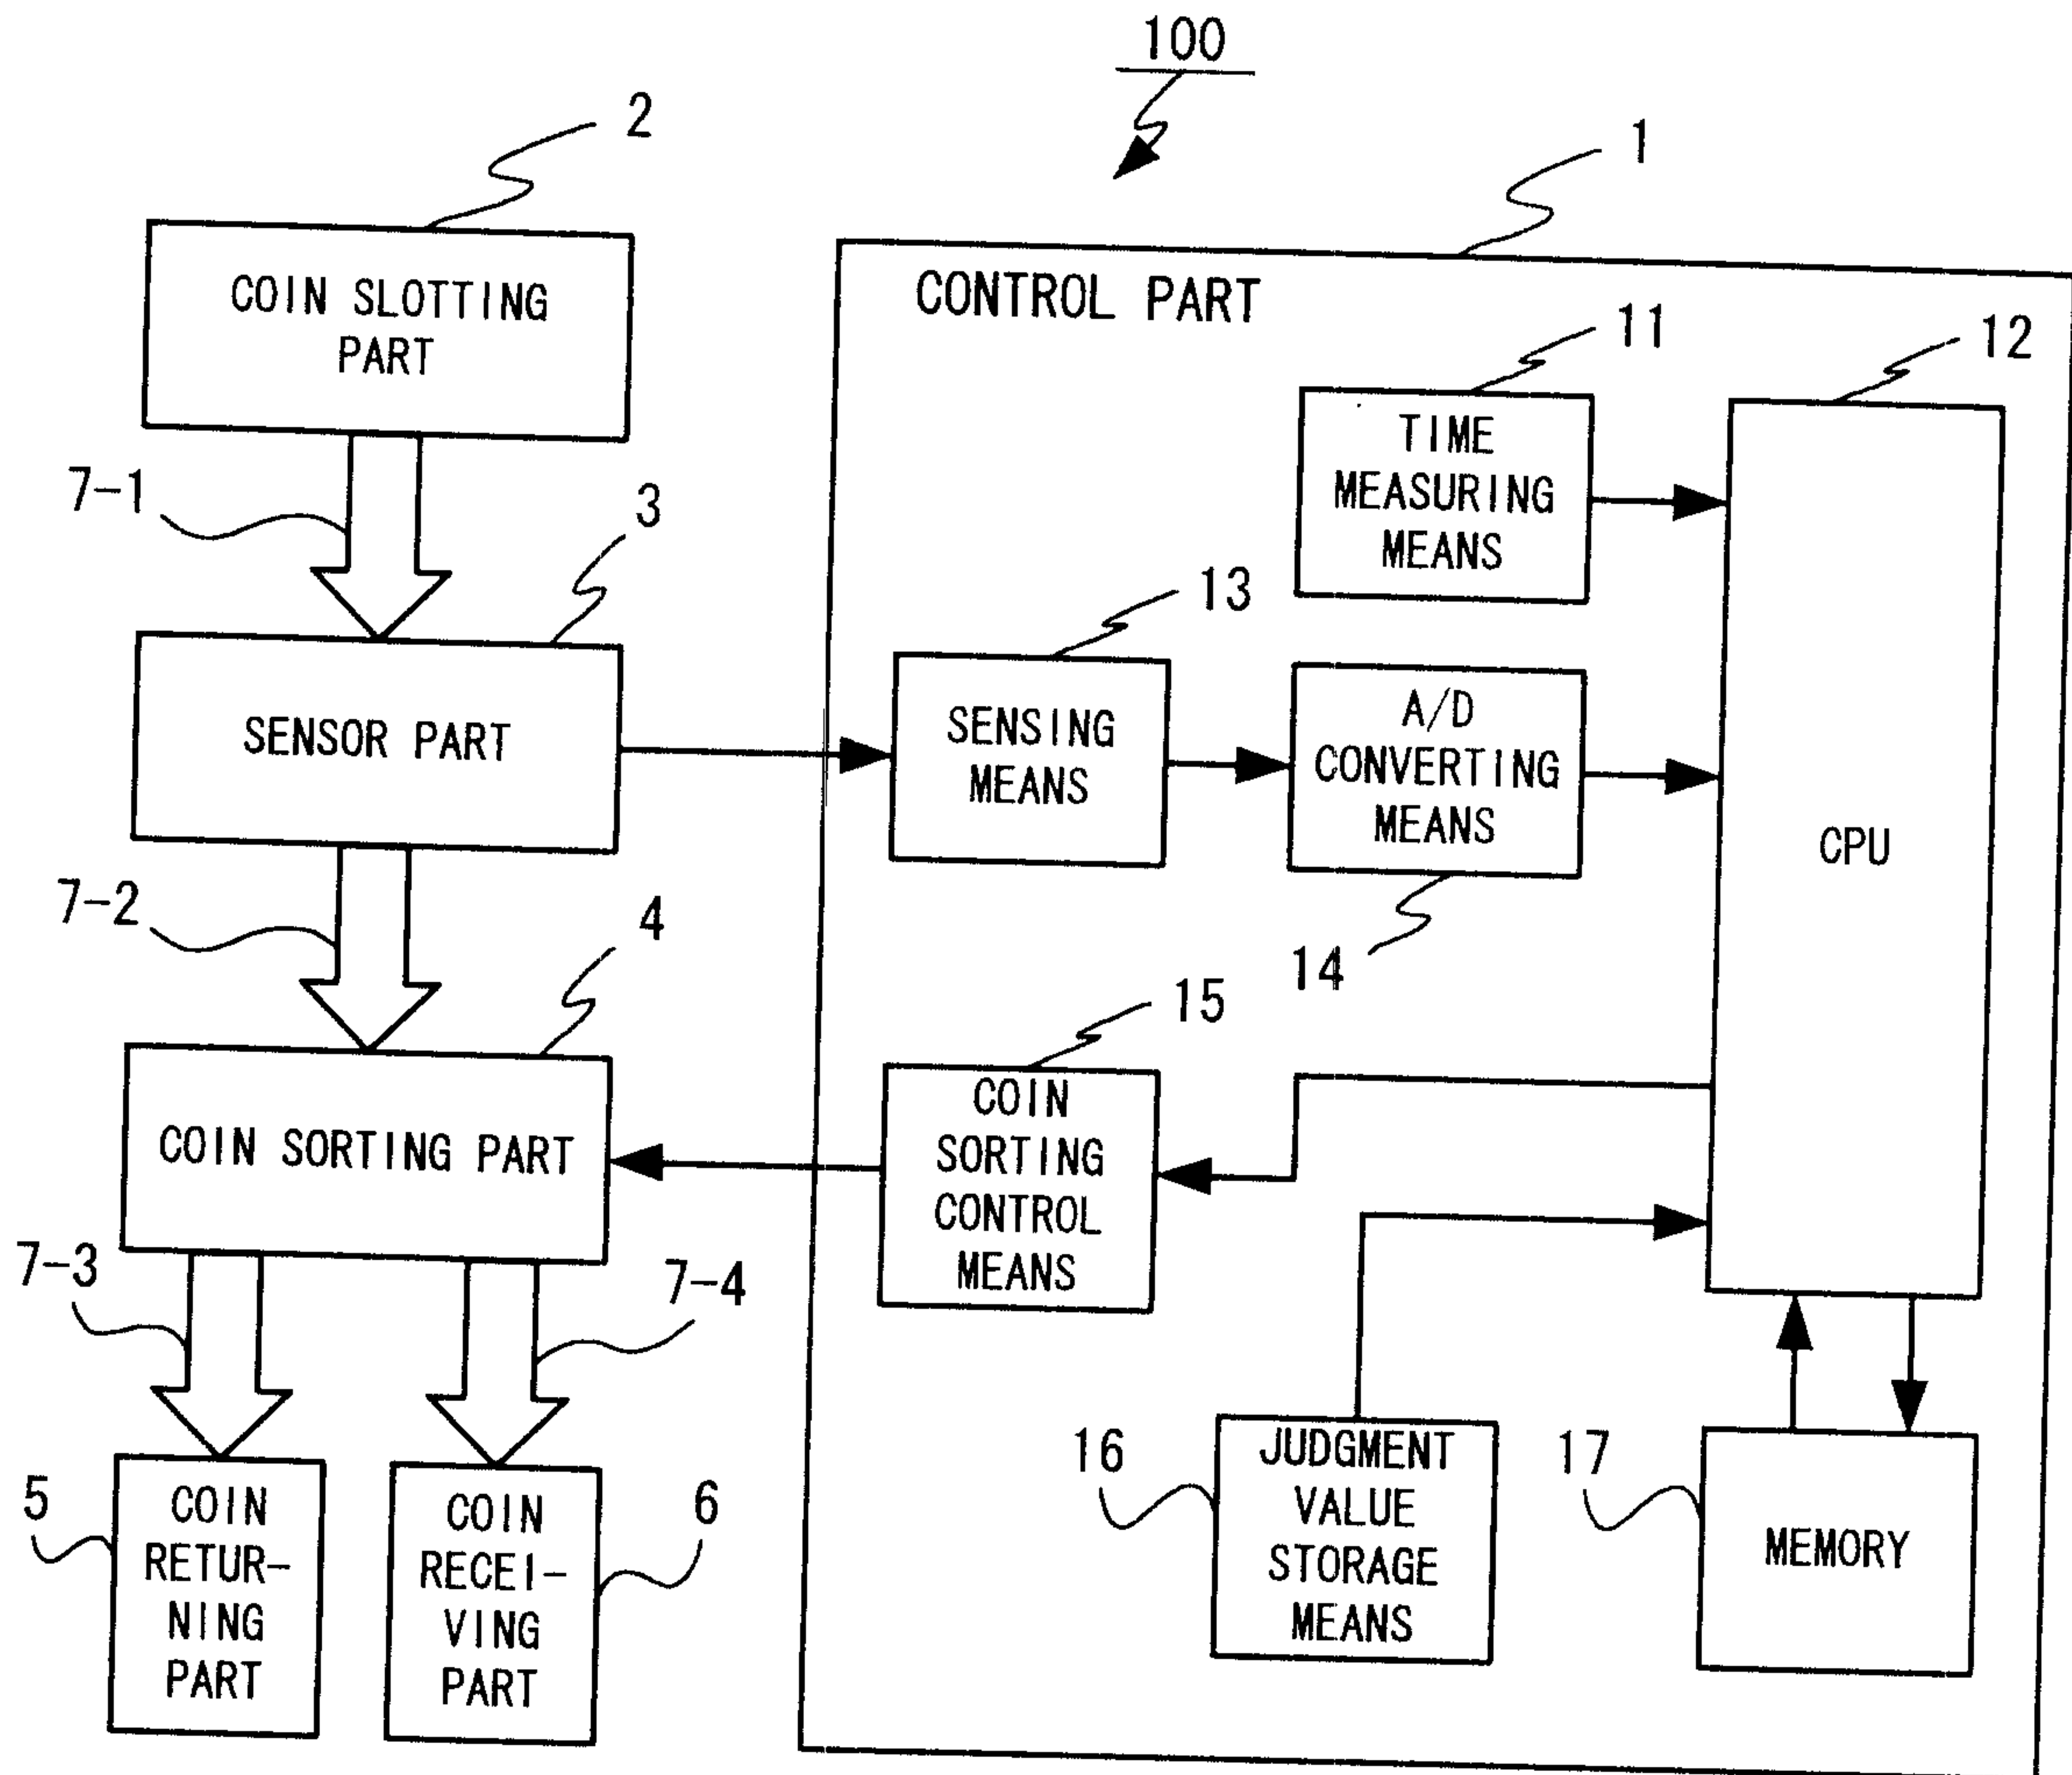 100
2
1
COIN SLOTTING
PART
CONTROL PART
11
12
TIME
MEASURING
MEANS
7-1
3
13
SENSOR PART
SENSING
MEANS
A/D
CONVERTING
MEANS
CPU
7-2
4
14
15
COIN SORTING PART
COIN
SORTING
CONTROL
MEANS
7-3
7-4
16
JUDGMENT
VALUE
STORAGE
MEANS
17
MEMORY
5
COIN
RETUR-
NING
PART
COIN
RECEI-
VING
PART
6